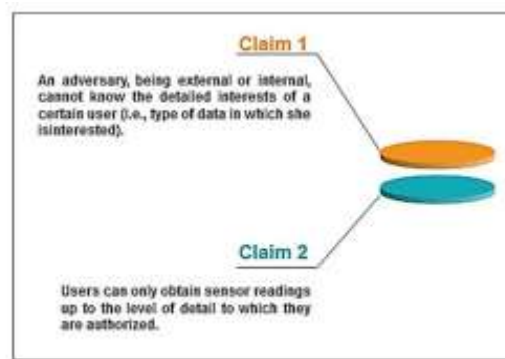 Claim 1
An adversary, being external or internal,
cannot know the detailed interests of a
certain user (i.e., type of data in which she
isinterested).
Claim 2
Users can only obtain sensor readings
up to the level of detail to which they
are authorized.